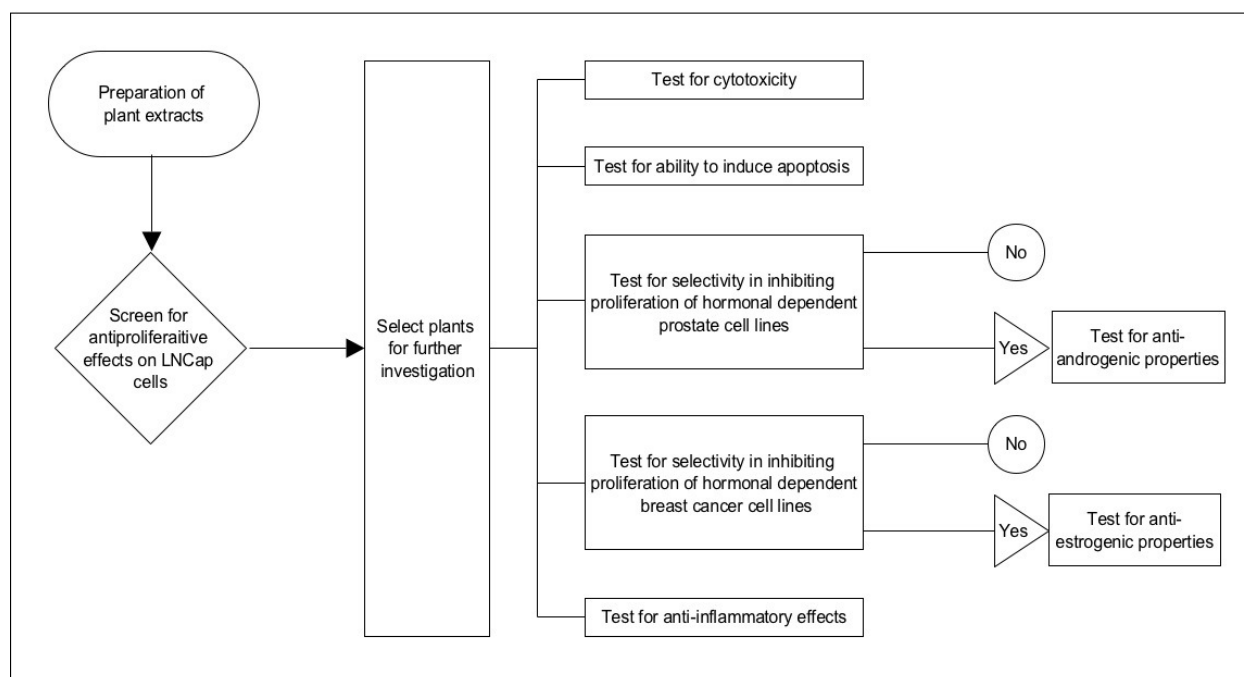 Preparation of
plant extracts
Screen for
antiproliferaitive
effects on LNCap
cells
Select plants
for further
investigation
Test for cytotoxicity
Test for ability to induce apoptosis
Test for selectivity in inhibiting
proliferation of hormonal dependent
prostate cell lines
No
Yes
Test for anti-
androgenic properties
Test for selectivity in inhibiting
proliferation of hormonal dependent
breast cancer cell lines
No
Yes
Test for anti-
estrogenic properties
Test for anti-inflammatory effects